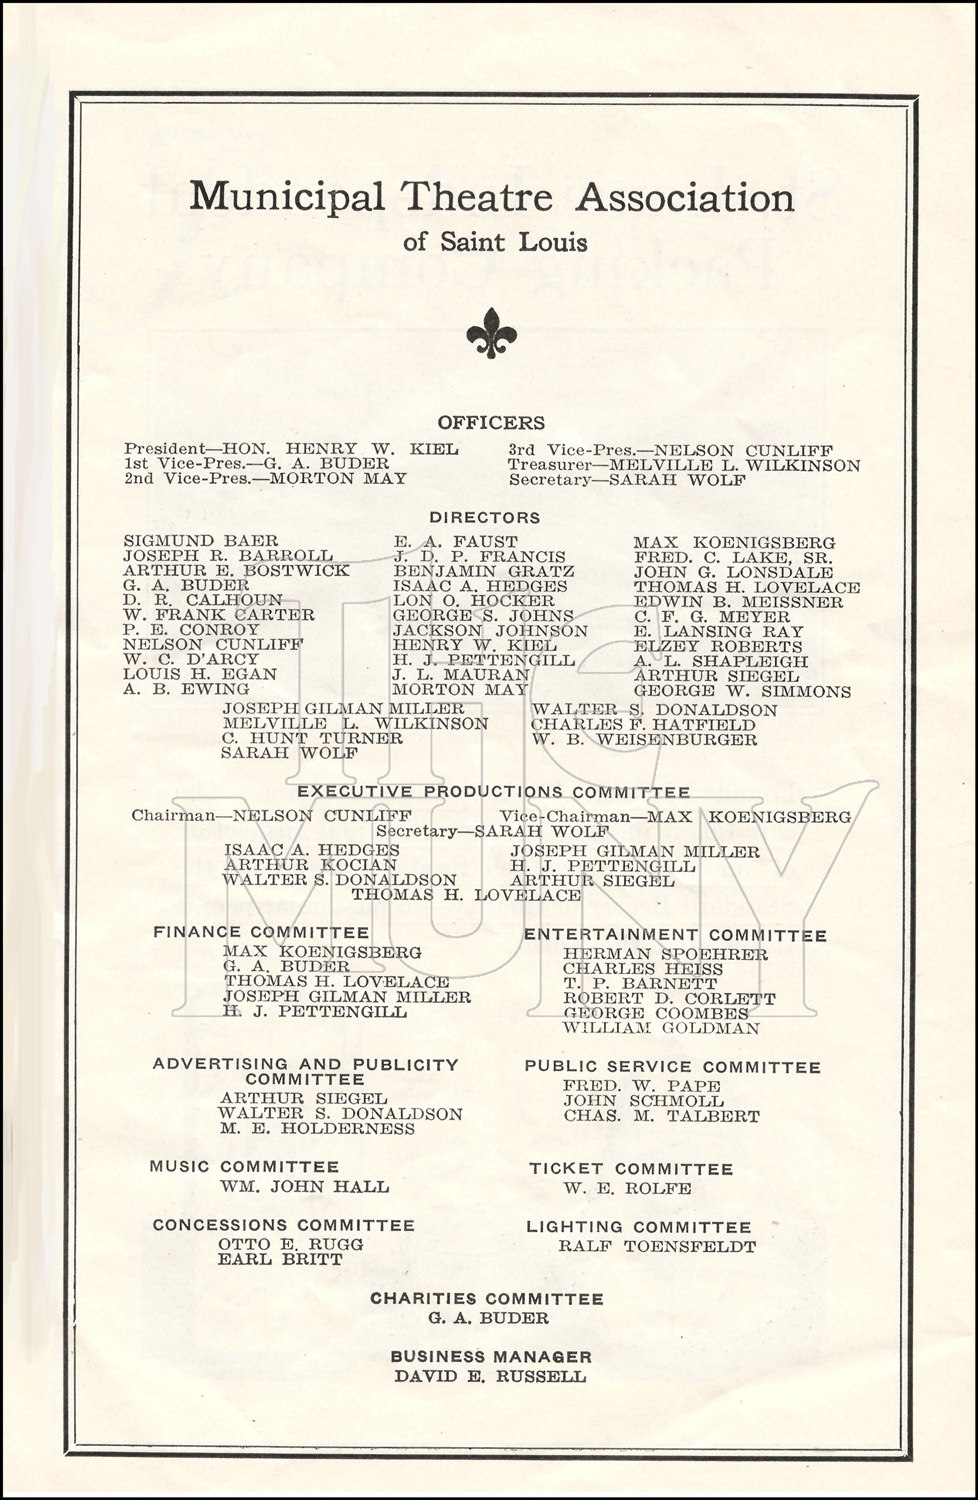 Municipal Theatre Association
of Saint Louis
OFFICERS
President—HON. HENRY W. KIEL
1st Vice-Pres.—G. A. BUDER
2nd Vice-Pres.—MORTON MAY
3rd Vice-Pres.—NELSON CUNLIFF
Treasurer—MELVILLE L. WILKINSON
Secretary—SARAH WOLF
DIRECTORS
SIGMUND BAER
JOSEPH R. BARROLL
ARTHUR E. BOSTWICK
G. A. BUDER
D. R. CALHOUN
W. FRANK CARTER
P. E. CONROY
NELSON CUNLIFF
W. C. D'ARCY
LOUIS H. EGAN
A. B. EWING
E. A. FAUST
J. D. P. FRANCIS
BENJAMIN GRATZ
ISAAC A. HEDGES
LON O. HOCKER
GEORGE S. JOHNS
JACKSON JOHNSON
HENRY W. KIEL
H. J. PETTENGILL
J. L. MAURAN
MORTON MAY
MAX KOENIGSBERG
FRED. C. LAKE, SR.
JOHN G. LONSDALE
THOMAS H. LOVELACE
EDWIN B. MEISSNER
C. F. G. MEYER
E. LANSING RAY
ELZEY ROBERTS
A. L. SHAPLEIGH
ARTHUR SIEGEL
GEORGE W. SIMMONS
JOSEPH GILMAN MILLER
MELVILLE L. WILKINSON
C. HUNT TURNER
SARAH WOLF
WALTER S. DONALDSON
CHARLES F. HATFIELD
W. B. WEISENBURGER
EXECUTIVE PRODUCTIONS COMMITTEE
Chairman—NELSON CUNLIFF
Vice-Chairman—MAX KOENIGSBERG
Secretary—SARAH WOLF
ISAAC A. HEDGES
ARTHUR KOCIAN
WALTER S. DONALDSON
JOSEPH GILMAN MILLER
H. J. PETTENGILL
ARTHUR SIEGEL
THOMAS H. LOVELACE
FINANCE COMMITTEE
MAX KOENIGSBERG
G. A. BUDER
THOMAS H. LOVELACE
JOSEPH GILMAN MILLER
H. J. PETTENGILL
ENTERTAINMENT COMMITTEE
HERMAN SPOEHRER
CHARLES HEISS
T. P. BARNETT
ROBERT D. CORLETT
GEORGE COOMBES
WILLIAM GOLDMAN
ADVERTISING AND PUBLICITY
COMMITTEE
ARTHUR SIEGEL
WALTER S. DONALDSON
M. E. HOLDERNESS
PUBLIC SERVICE COMMITTEE
FRED. W. PAPE
JOHN SCHMOLL
CHAS. M. TALBERT
MUSIC COMMITTEE
WM. JOHN HALL
TICKET COMMITTEE
W. E. ROLFE
CONCESSIONS COMMITTEE
OTTO E. RUGG
EARL BRITT
LIGHTING COMMITTEE
RALF TOENSFELDT
CHARITIES COMMITTEE
G. A. BUDER
BUSINESS MANAGER
DAVID E. RUSSELL
The
MUNY